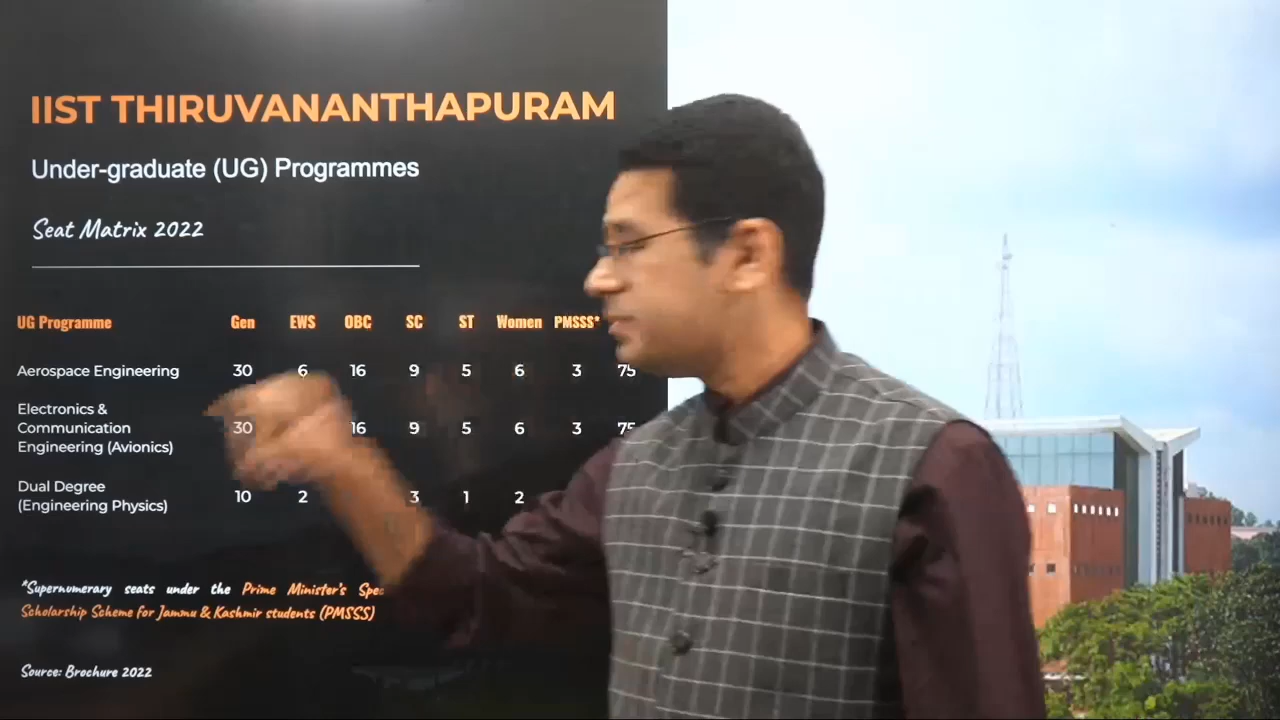 IIST THIRUVANANTHAPURAM
Under-graduate (UG) Programmes
Seat Matrix 2022
UG Programme Gen EWS OBC SC ST Women PMSSS*
Aerospace Engineering 30 6 16 9 5 6 3 75
Electronics &
Communication 30 16 9 5 6 3 75
Engineering (Avionics)
Dual Degree
(Engineering Physics) 10 2 3 1 2
*Supernumerary seats under the Prime Minister's
Scholarship Scheme for Jammu & Kashmir students (PMSSS)
Source: Brochure 2022